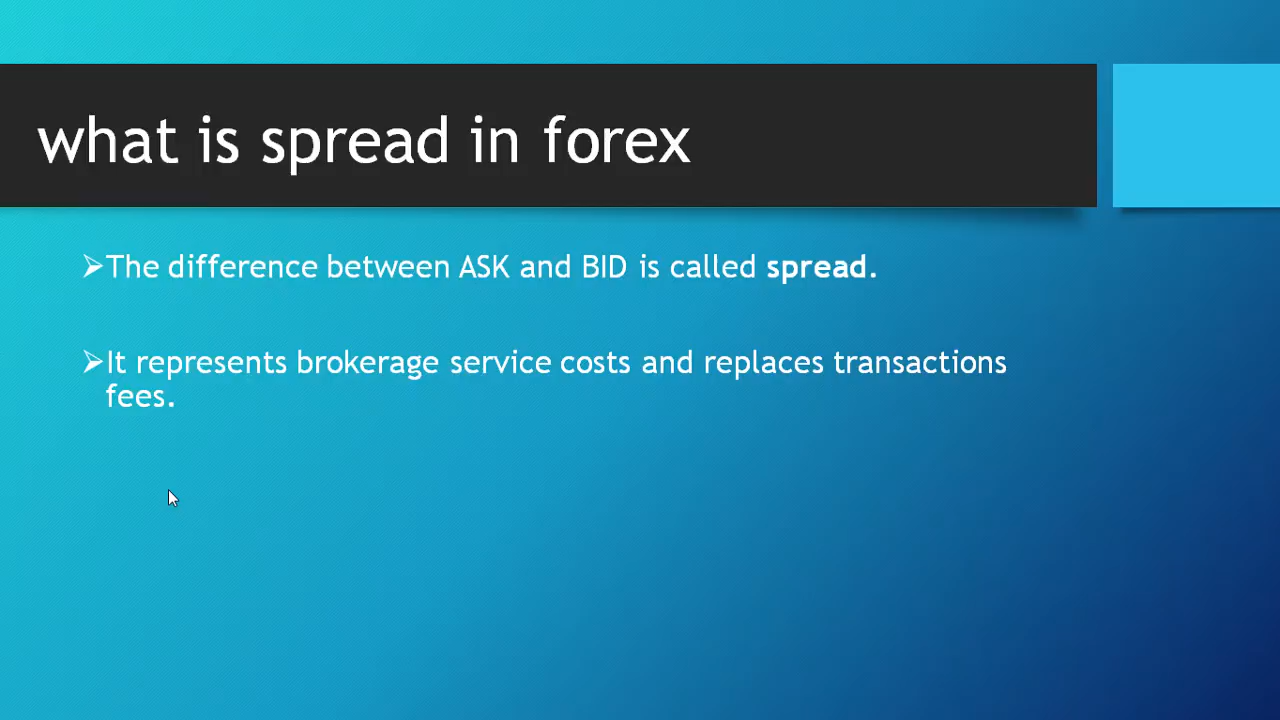 what is spread in forex
➢The difference between ASK and BID is called spread.
➢It represents brokerage service costs and replaces transactions
fees.